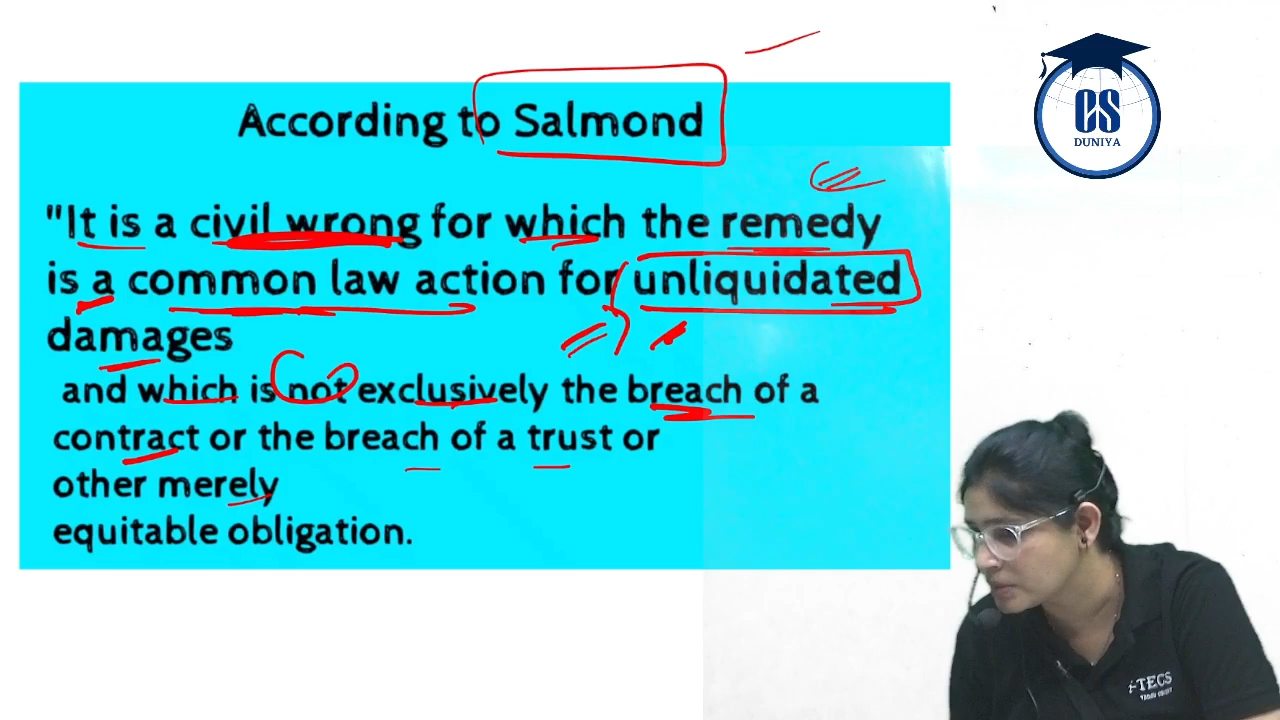 According to Salmond
"It is a civil wrong for which the remedy
is a common law action for unliquidated
damages
and which is not exclusively the breach of a
contract or the breach of a trust or
other merely
equitable obligation.
CS
DUNIYA